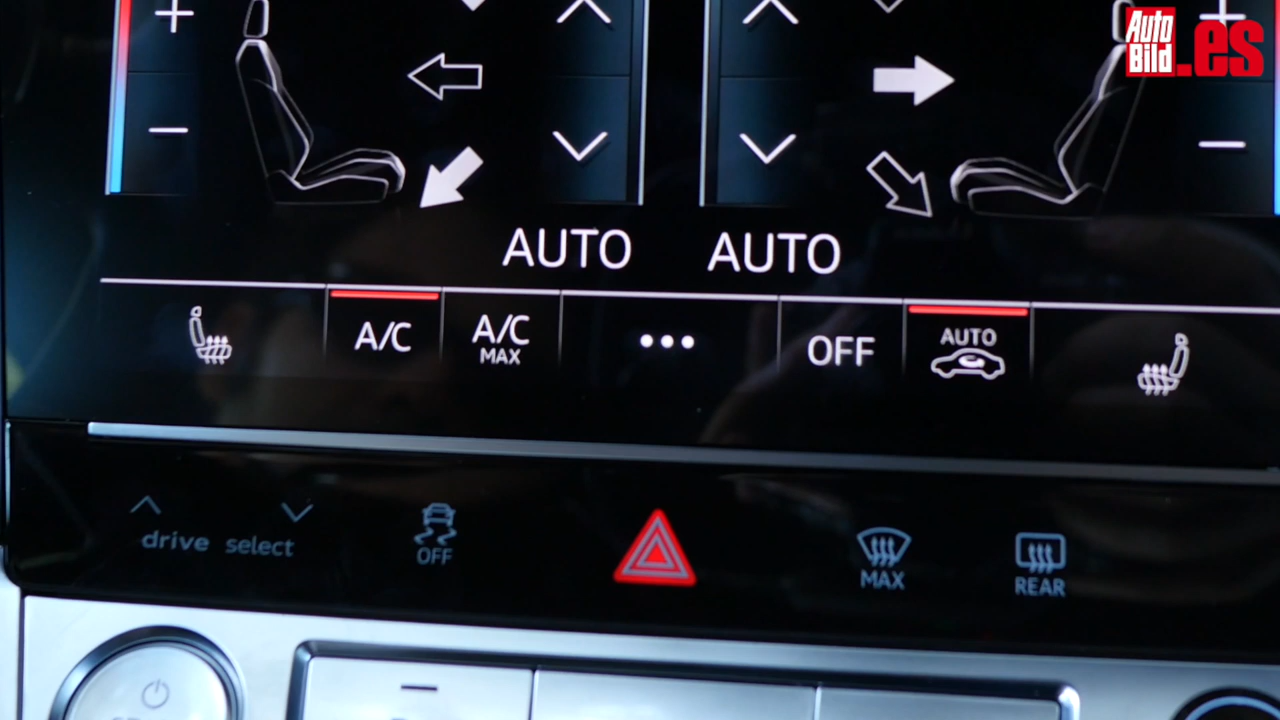 Auto
Bild
.es
AUTO AUTO
A/C
A/C
MAX
OFF
AUTO
drive select
OFF
MAX
REAR